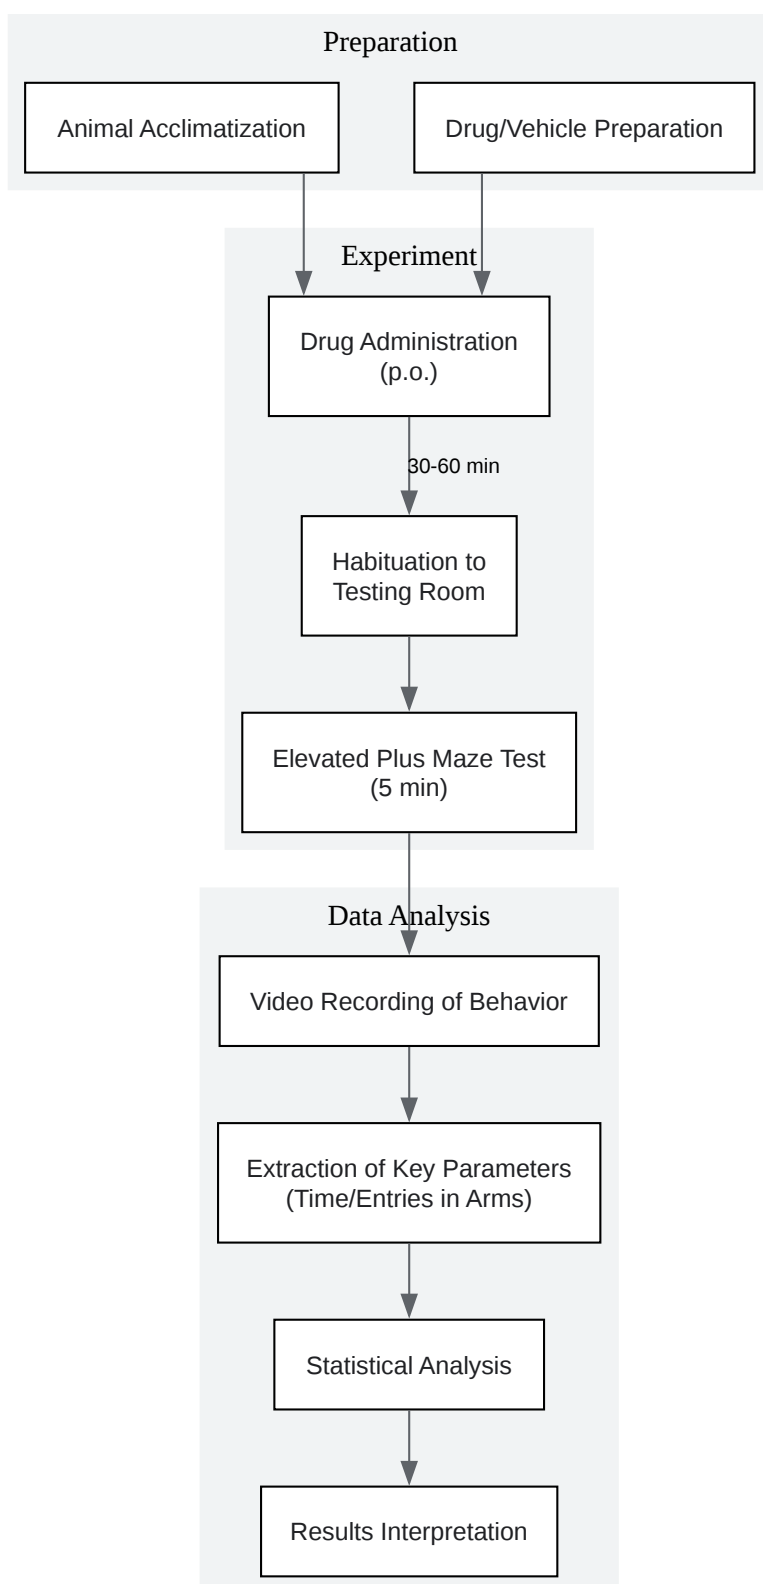 Preparation
Animal Acclimatization
Drug/Vehicle Preparation
Experiment
Drug Administration
(p.o.)
30-60 min
Habituation to
Testing Room
Elevated Plus Maze Test
(5 min)
Data Analysis
Video Recording of Behavior
Extraction of Key Parameters
(Time/Entries in Arms)
Statistical Analysis
Results Interpretation